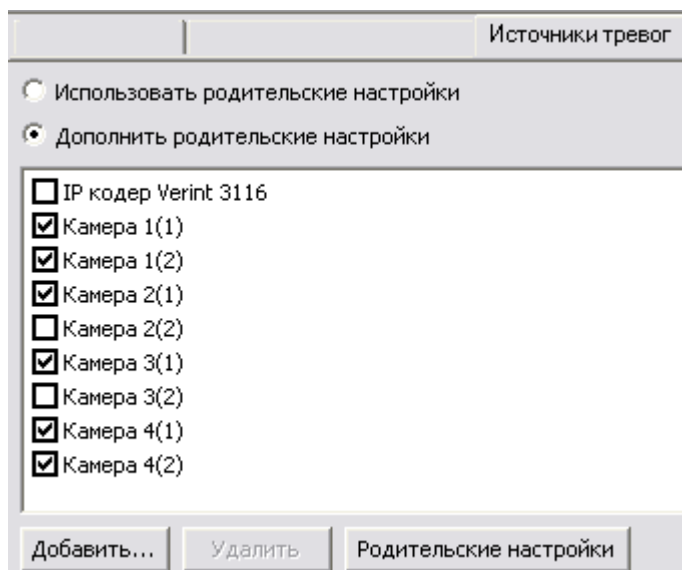 Источники тревог
Использовать родительские настройки
Дополнить родительские настройки
IP кодер Verint 3116
Камера 1(1)
Камера 1(2)
Камера 2(1)
Камера 2(2)
Камера 3(1)
Камера 3(2)
Камера 4(1)
Камера 4(2)
Добавить... Удалить Родительские настройки